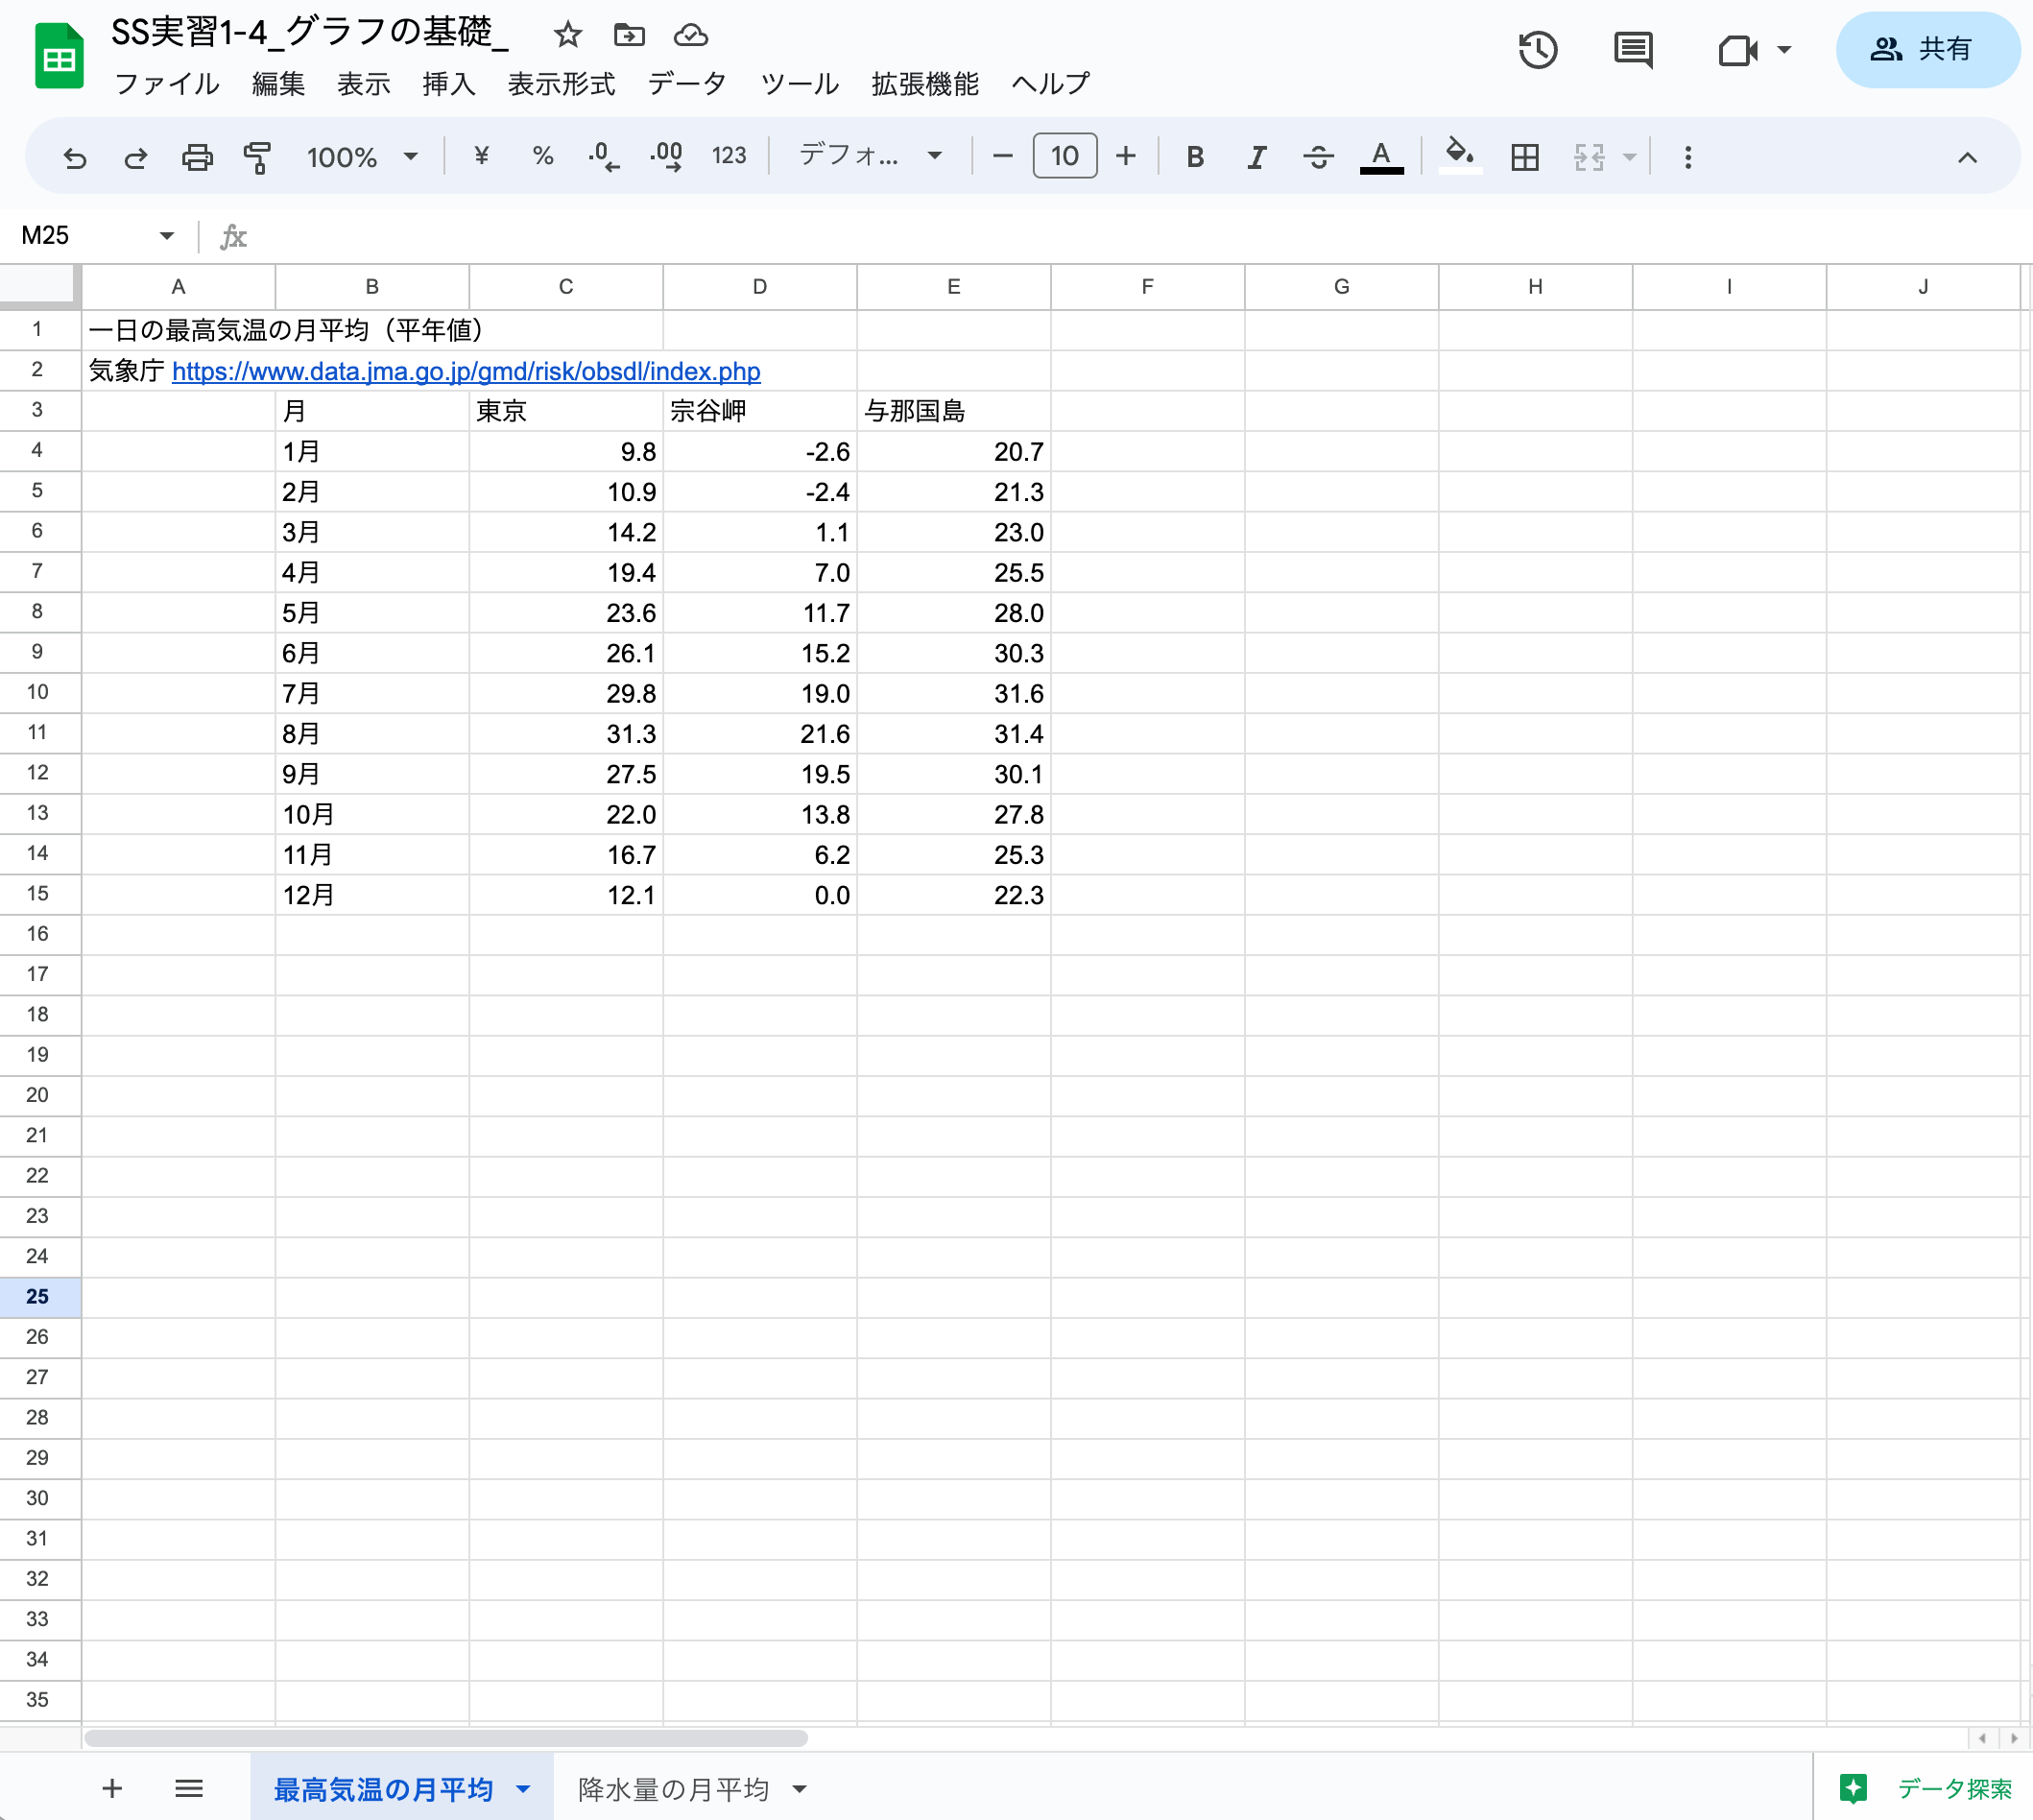 SS実習1-4_グラフの基礎_
共有
ファイル 編集 表示 挿入 表示形式 データ ツール 拡張機能 ヘルプ
100% ¥ % .0 .00 123 デフォ... 10 B I S A
M25 fx
A B C D E F G H I J
1 一日の最高気温の月平均（平年値）
2 気象庁 https://www.data.jma.go.jp/gmd/risk/obsdl/index.php
3 月 東京 宗谷岬 与那国島
4 1月 9.8 -2.6 20.7
5 2月 10.9 -2.4 21.3
6 3月 14.2 1.1 23.0
7 4月 19.4 7.0 25.5
8 5月 23.6 11.7 28.0
9 6月 26.1 15.2 30.3
10 7月 29.8 19.0 31.6
11 8月 31.3 21.6 31.4
12 9月 27.5 19.5 30.1
13 10月 22.0 13.8 27.8
14 11月 16.7 6.2 25.3
15 12月 12.1 0.0 22.3
16
17
18
19
20
21
22
23
24
25
26
27
28
29
30
31
32
33
34
35
最高気温の月平均 降水量の月平均 データ探索